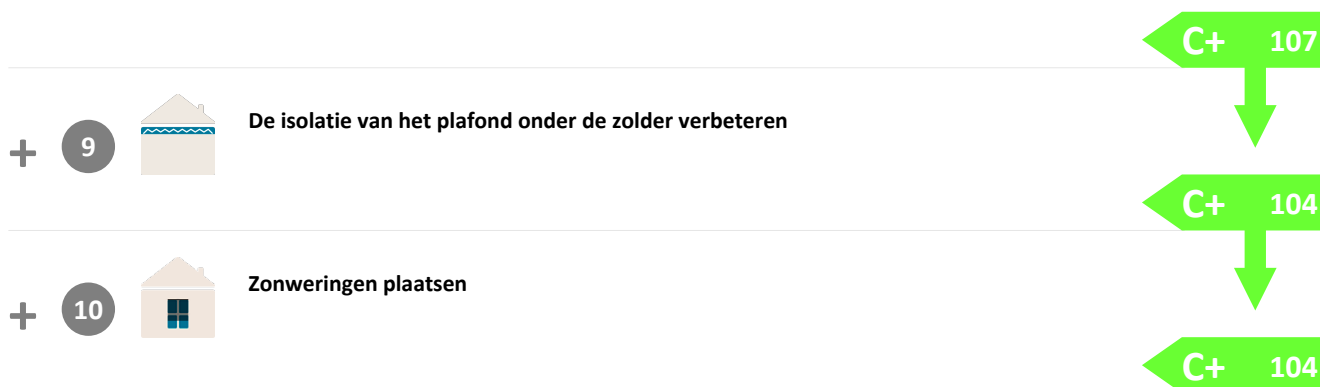 C+ 107
+ 9 De isolatie van het plafond onder de zolder verbeteren
C+ 104
+ 10 Zonweringen plaatsen
C+ 104